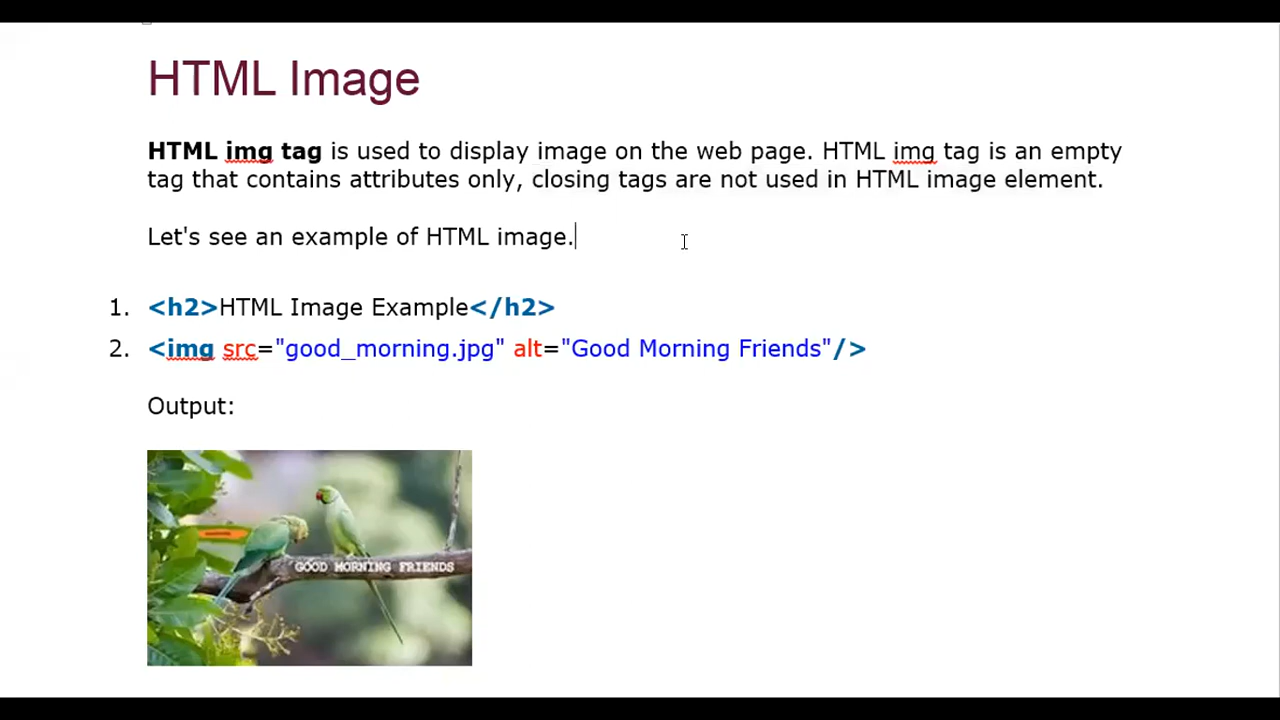 HTML Image
HTML img tag is used to display image on the web page. HTML img tag is an empty
tag that contains attributes only, closing tags are not used in HTML image element.
Let's see an example of HTML image.
1. <h2>HTML Image Example</h2>
2. <img src="good_morning.jpg" alt="Good Morning Friends"/>
Output:
GOOD MORNING FRIENDS